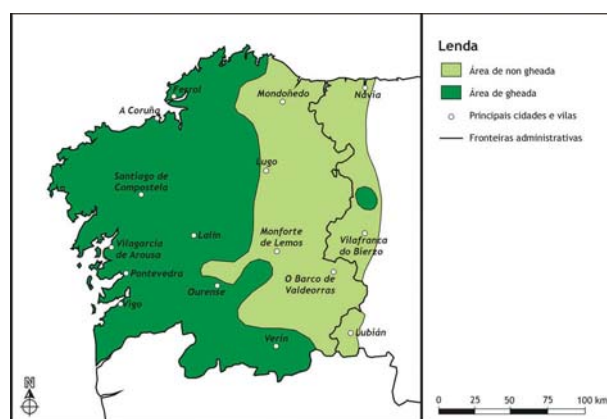 Ferrol
A Coruña
Mondoñedo
Navia
Lugo
Santiago de
Compostela
Lalín
Vilagarcía
de Arousa
Monforte
de Lemos
Vilafranca
do Bierzo
Pontevedra
Ourense
O Barco de
Valdeorras
Vigo
Verín
Lubián
N
Lenda
Área de non gheada
Área de gheada
Principais cidades e vilas
Fronteiras administrativas
0 25 50 75 100 km